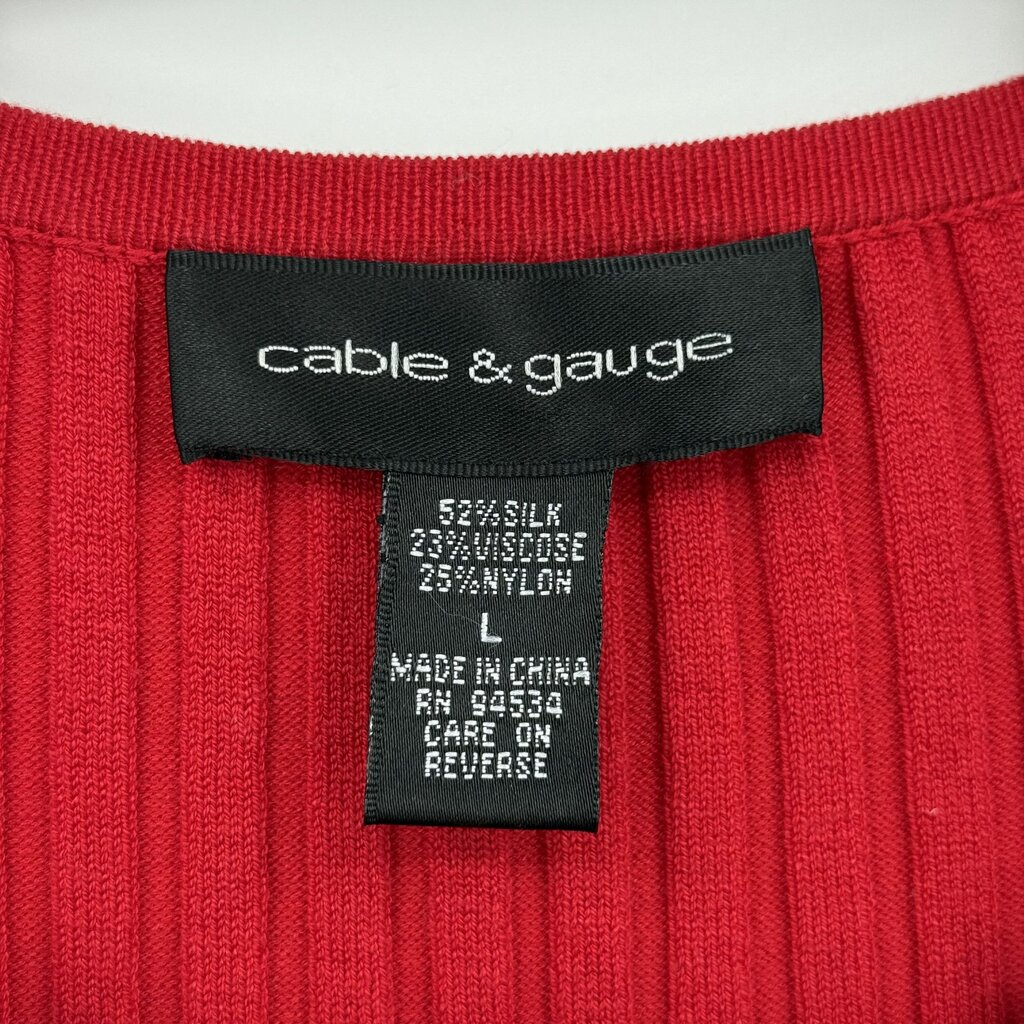 cable & gauge
52%SILK
23%VISCOSE
25%NYLON
L
MADE IN CHINA
RN 94534
CARE ON
REVERSE